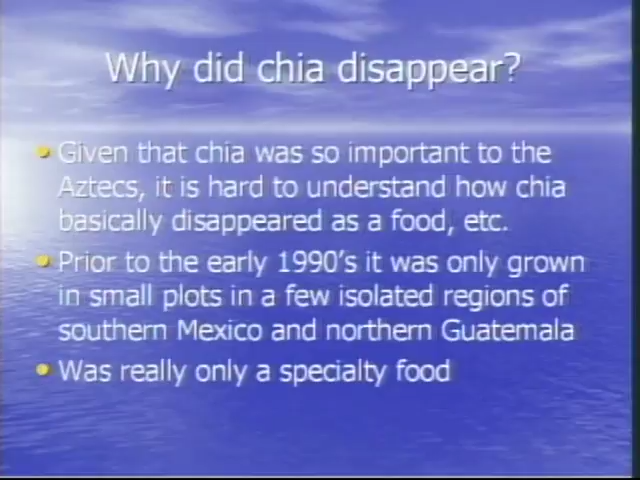 Why did chia disappear?
• Given that chia was so important to the
Aztecs, it is hard to understand how chia
basically disappeared as a food, etc.
• Prior to the early 1990's it was only grown
in small plots in a few isolated regions of
southern Mexico and northern Guatemala
• Was really only a specialty food